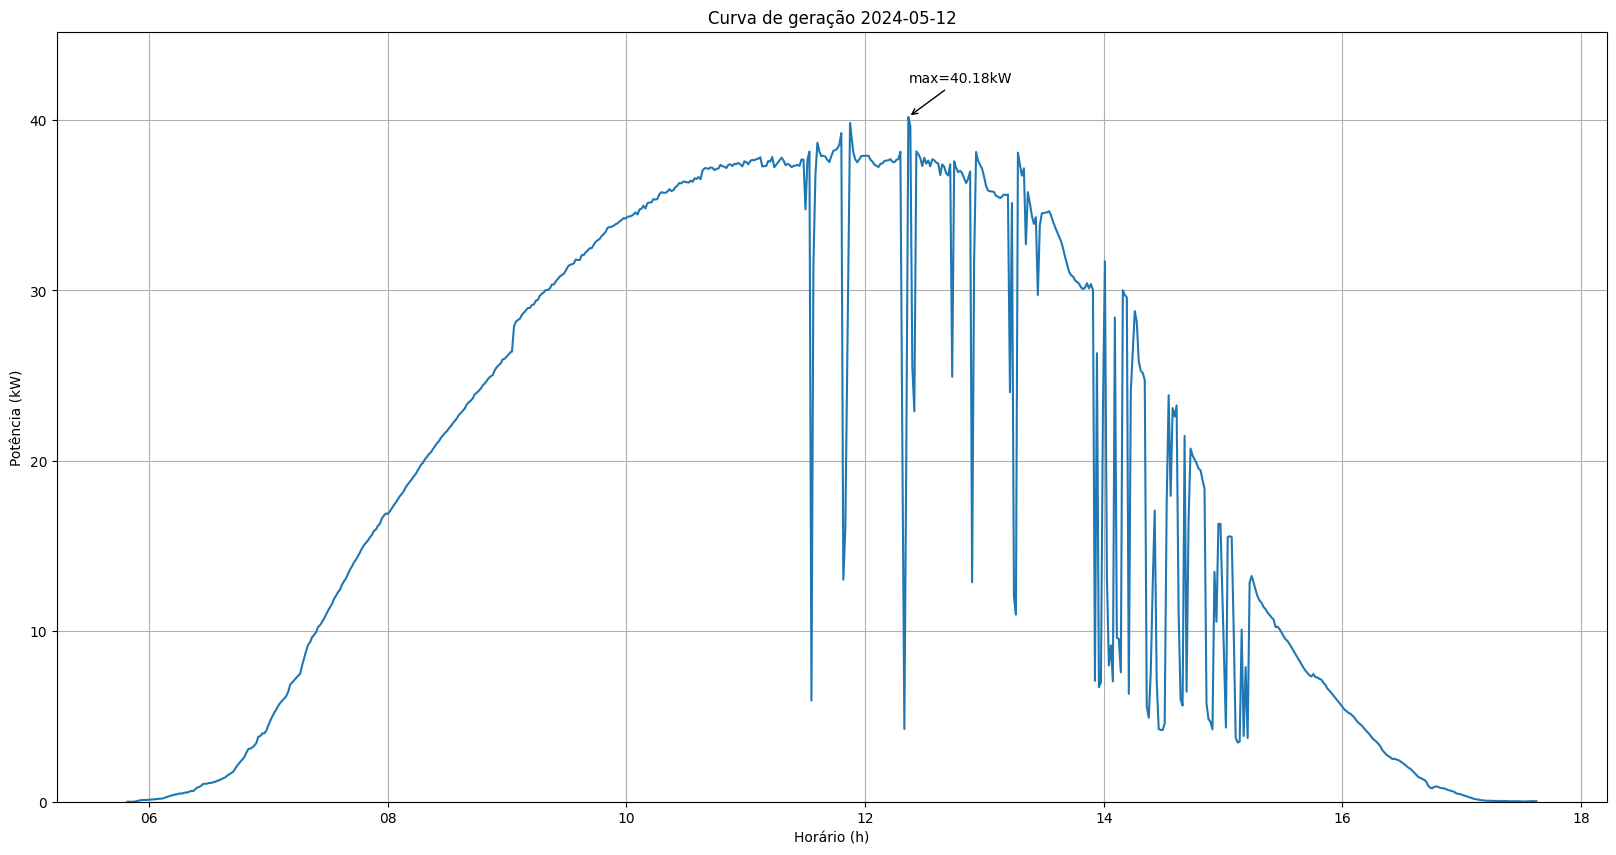 Curva de geração 2024-05-12
max=40.18kW
Potência (kW)
40
30
20
10
0
06 08 10 12 14 16 18
Horário (h)